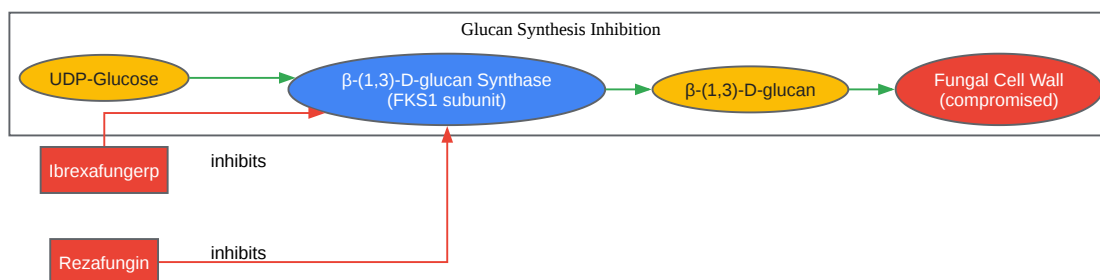 Glucan Synthesis Inhibition
UDP-Glucose
β-(1,3)-D-glucan Synthase
(FKS1 subunit)
β-(1,3)-D-glucan
Fungal Cell Wall
(compromised)
Ibrexafungerp
inhibits
Rezafungin
inhibits